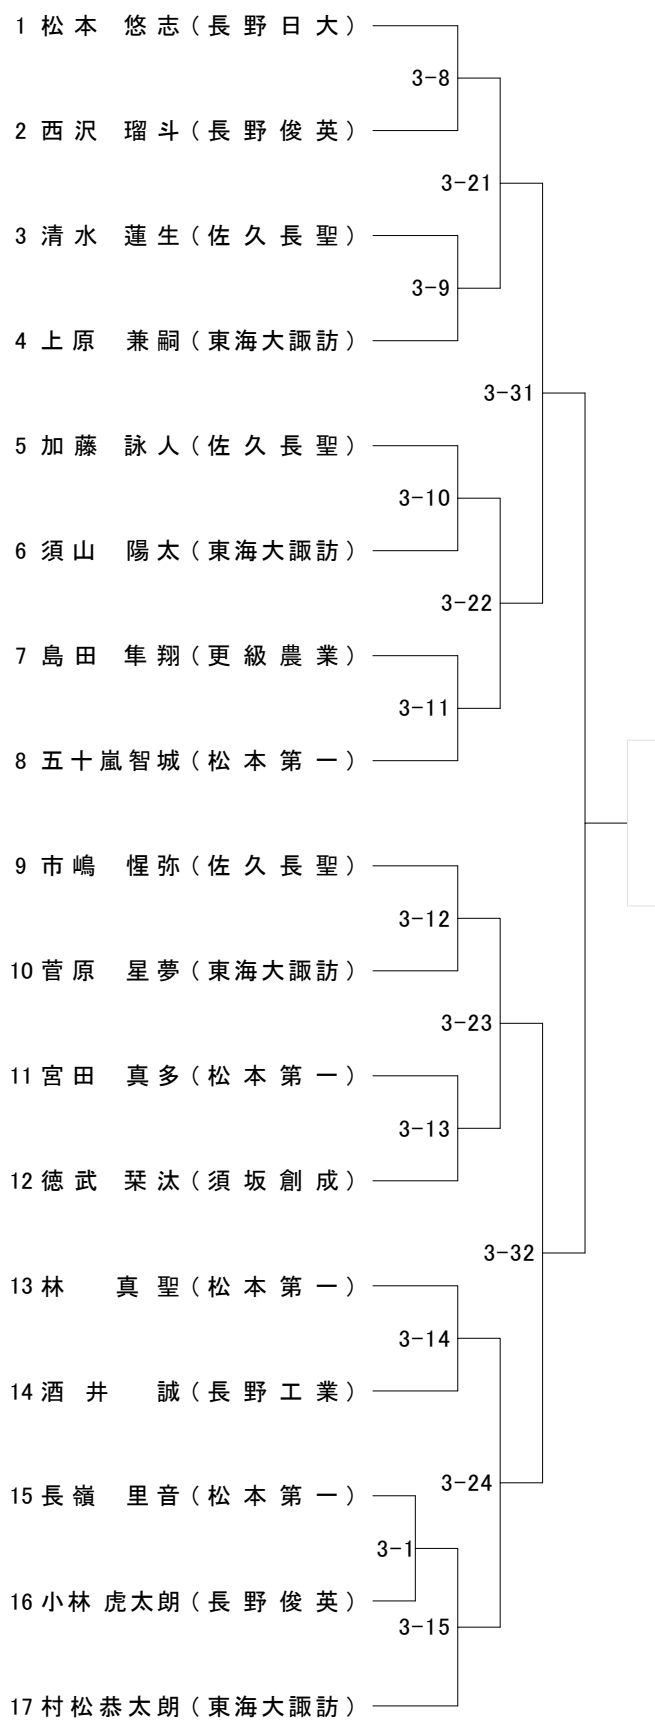 1 松本 悠志(長野日大)
3-8
2 西沢 瑠斗(長野俊英)
3-21
3 清水 蓮生(佐久長聖)
3-9
4 上原 兼嗣(東海大諏訪)
3-31
5 加藤 詠人(佐久長聖)
3-10
6 須山 陽太(東海大諏訪)
3-22
7 島田 隼翔(更級農業)
3-11
8 五十嵐智城(松本第一)
9 市嶋 惺弥(佐久長聖)
3-12
10 菅原 星夢(東海大諏訪)
3-23
11 宮田 真多(松本第一)
3-13
12 徳武 栞汰(須坂創成)
3-32
13 林 真聖(松本第一)
3-14
14 酒井 誠(長野工業)
3-24
15 長嶺 里音(松本第一)
3-1
16 小林 虎太朗(長野俊英)
3-15
17 村松恭太朗(東海大諏訪)